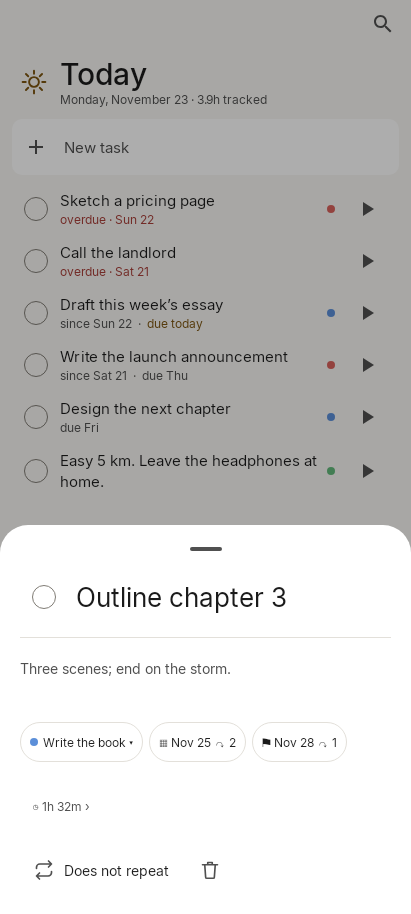 Today
Monday, November 23 · 3.9h tracked
New task
Sketch a pricing page
overdue · Sun 22
Call the landlord
overdue · Sat 21
Draft this week’s essay
since Sun 22 · due today
Write the launch announcement
since Sat 21 · due Thu
Design the next chapter
due Fri
Easy 5 km. Leave the headphones at
home.
Outline chapter 3
Three scenes; end on the storm.
Write the book
Nov 25 2
Nov 28 1
1h 32m ›
Does not repeat